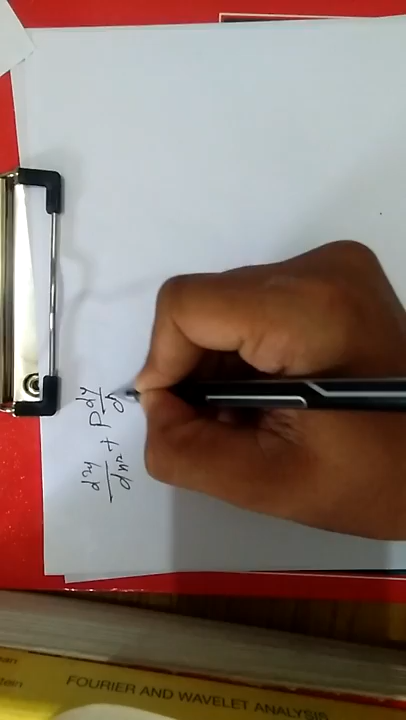 d²y/dx² + P dy/d
FOURIER AND WAVELET ANALYSIS